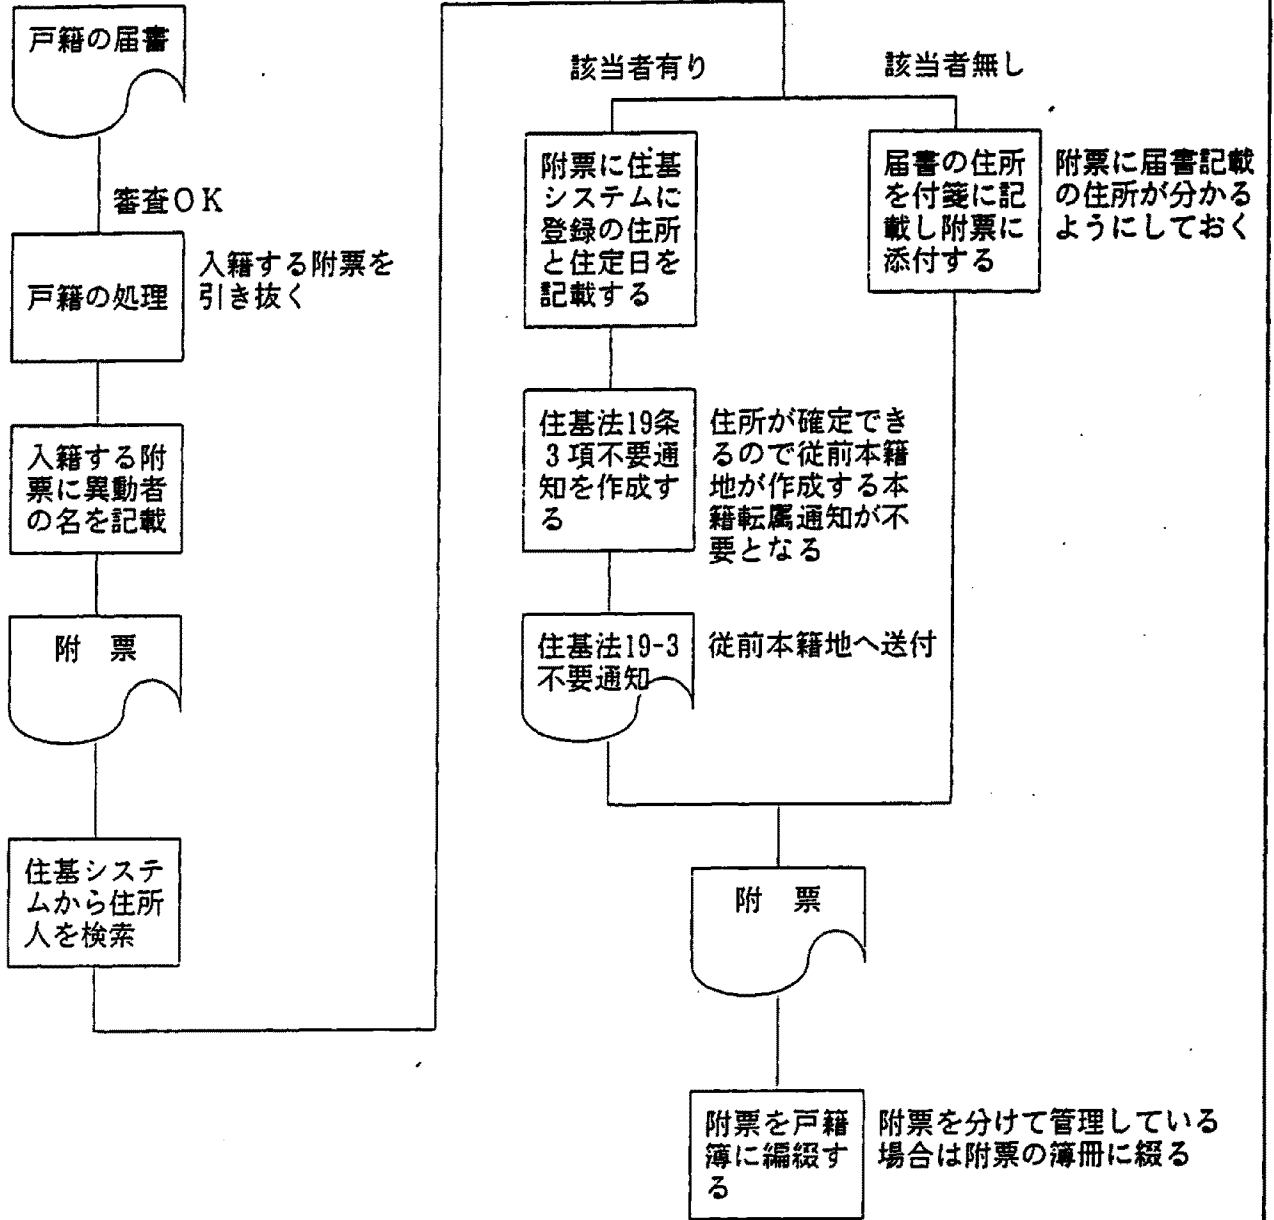 戸籍の届書
審査OK
戸籍の処理
入籍する附票を
引き抜く
入籍する附
票に異動者
の名を記載
附　票
住基システ
ムから住所
人を検索
該当者有り
該当者無し
附票に住基
システムに
登録の住所
と住定日を
記載する
届書の住所
を付箋に記
載し附票に
添付する
附票に届書記載
の住所が分かる
ようにしておく
住基法19条
3項不要通
知を作成す
る
住所が確定でき
るので従前本籍
地が作成する本
籍転属通知が不
要となる
住基法19-3
不要通知
従前本籍地へ送付
附　票
附票を戸籍
簿に編綴す
る
附票を分けて管理している
場合は附票の簿冊に綴る